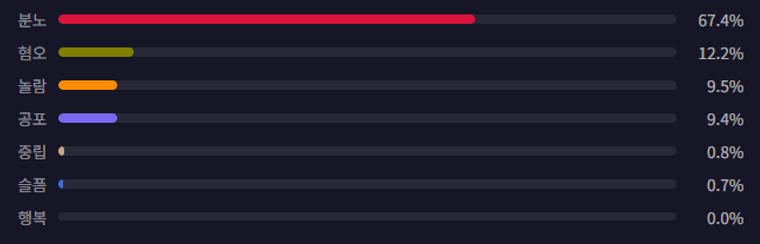 분노 67.4%
혐오 12.2%
놀람 9.5%
공포 9.4%
중립 0.8%
슬픔 0.7%
행복 0.0%